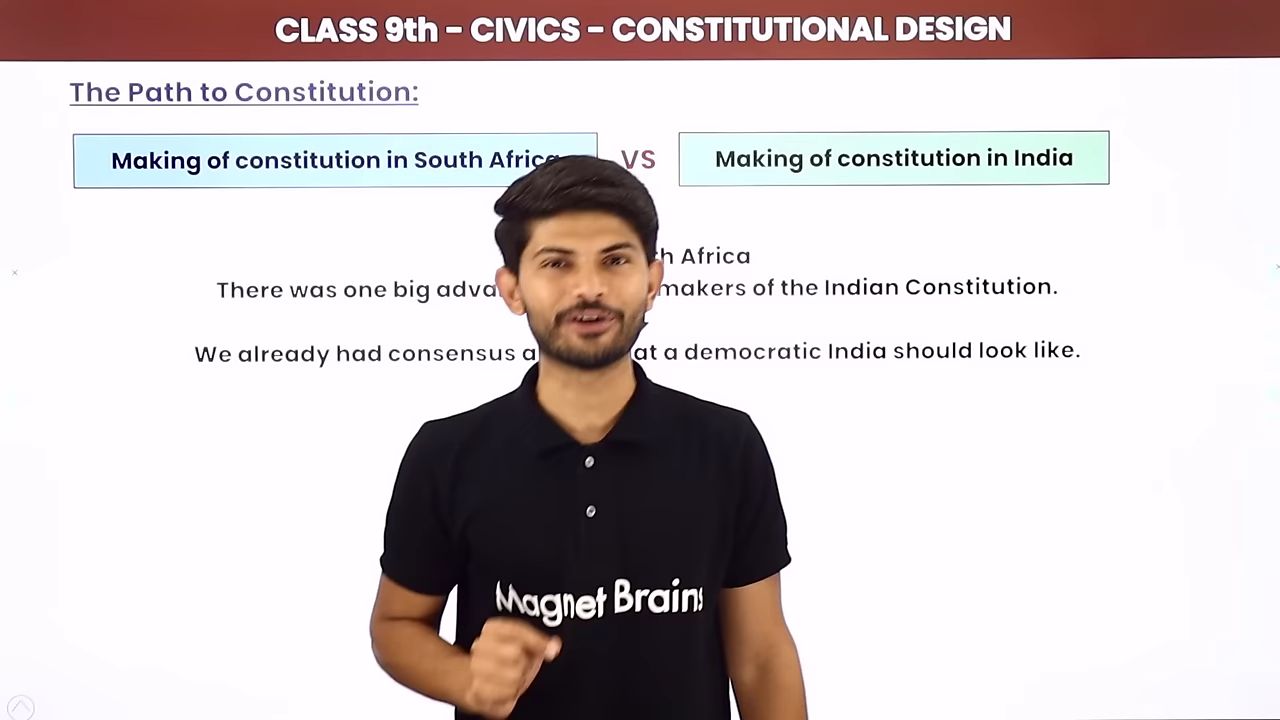 CLASS 9th - CIVICS - CONSTITUTIONAL DESIGN
The Path to Constitution:
Making of constitution in South Africa VS Making of constitution in India
Africa
There was one big makers of the Indian Constitution.
We already had consensus a democratic India should look like.
Magnet Brains